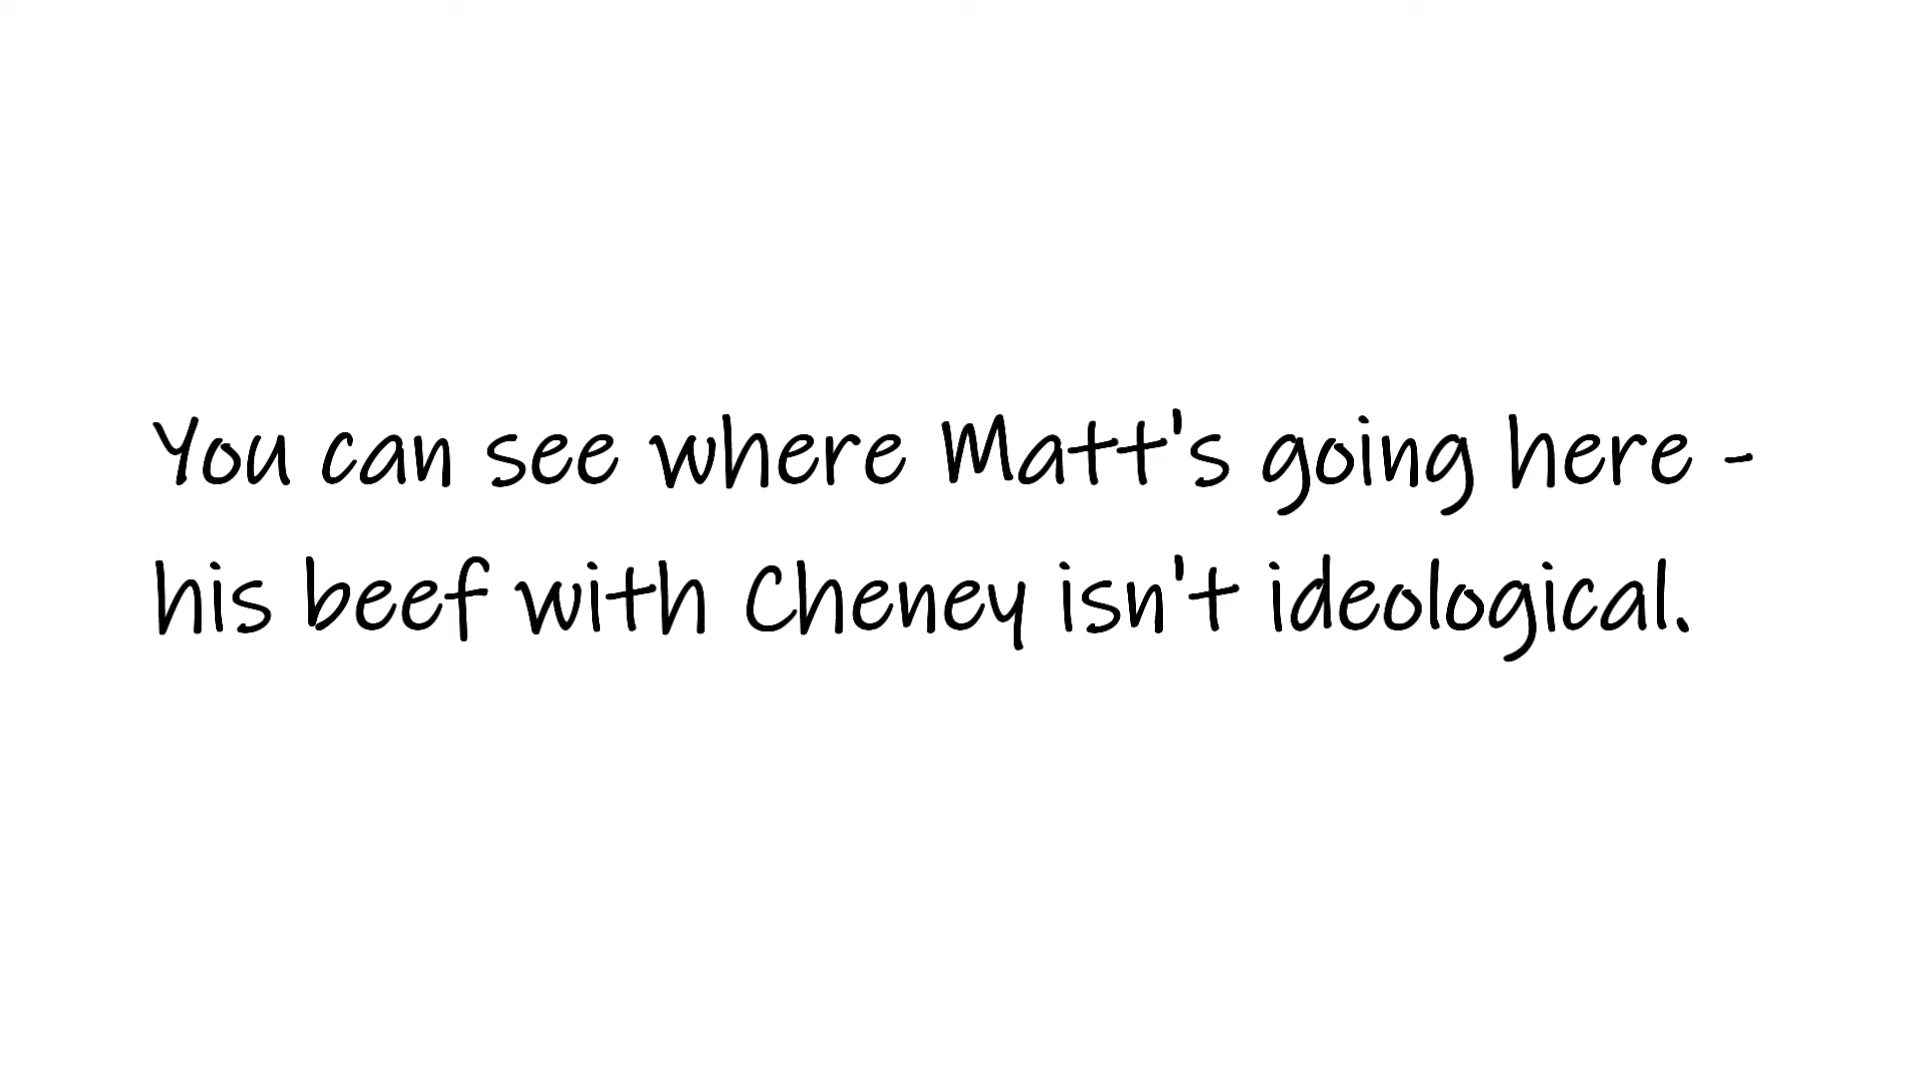 You can see where Matt's going here -
his beef with Cheney isn't ideological.